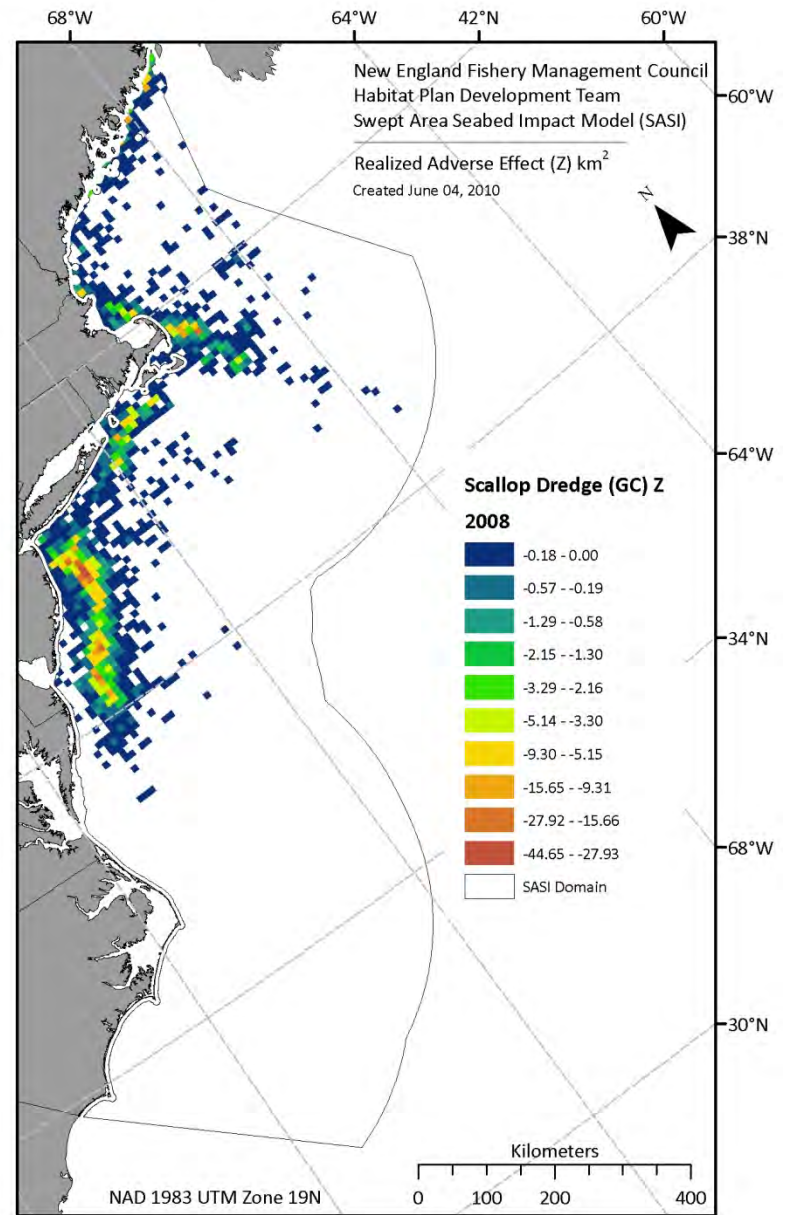 68°W
64°W
42°N
60°W
New England Fishery Management Council
Habitat Plan Development Team
Swept Area Seabed Impact Model (SASI)
Realized Adverse Effect (Z) km²
Created June 04, 2010
N
60°W
38°N
64°W
34°N
68°W
30°N
Scallop Dredge (GC) Z
2008
-0.18 - 0.00
-0.57 - -0.19
-1.29 - -0.58
-2.15 - -1.30
-3.29 - -2.16
-5.14 - -3.30
-9.30 - -5.15
-15.65 - -9.31
-27.92 - -15.66
-44.65 - -27.93
SASI Domain
Kilometers
0 100 200 400
NAD 1983 UTM Zone 19N